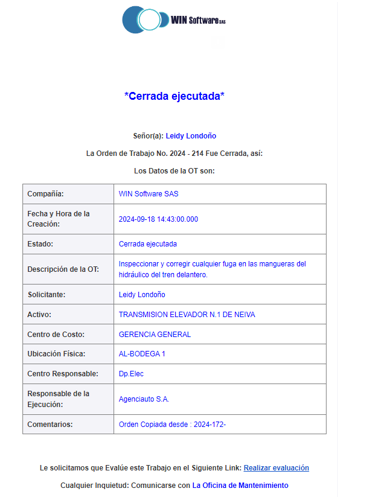 WIN Software SAS
*Cerrada ejecutada*
Señor(a): Leidy Londoño
La Orden de Trabajo No. 2024 - 214 Fue Cerrada, asi:
Los Datos de la OT son:
Compañía: WIN Software SAS
Fecha y Hora de la
Creación: 2024-09-18 14:43:00.000
Estado: Cerrada ejecutada
Descripción de la OT: Inspeccionar y corregir cualquier fuga en las mangueras del
hidráulico del tren delantero.
Solicitante: Leidy Londoño
Activo: TRANSMISION ELEVADOR N.1 DE NEIVA
Centro de Costo: GERENCIA GENERAL
Ubicación Física: AL-BODEGA 1
Centro Responsable: Dp.Elec
Responsable de la
Ejecución: Agenciauto S.A.
Comentarios: Orden Copiada desde : 2024-172-
Le solicitamos que Evalúe este Trabajo en el Siguiente Link: Realizar evaluación
Cualquier Inquietud: Comunicarse con La Oficina de Mantenimiento